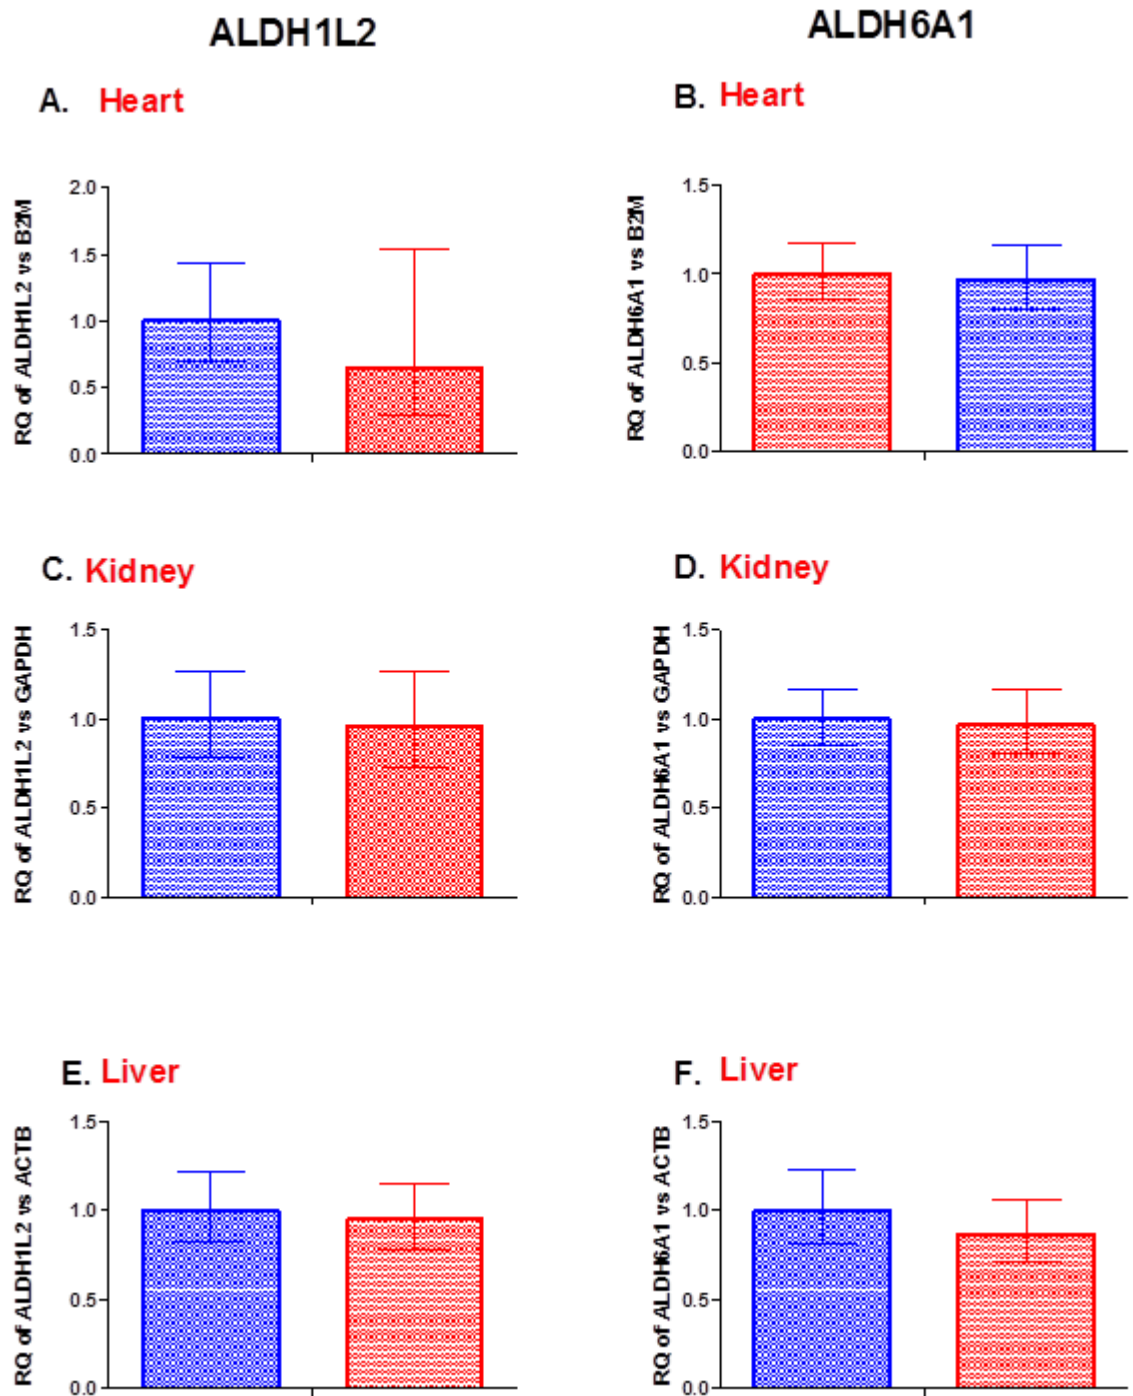 ALDH1L2
ALDH6A1
A. Heart
B. Heart
RQ of ALDH1L2 vs B2M
2.0
1.5
1.0
0.5
0.0
RQ of ALDH6A1 vs B2M
1.5
1.0
0.5
0.0
C. Kidney
D. Kidney
RQ of ALDH1L2 vs GAPDH
1.5
1.0
0.5
0.0
RQ of ALDH6A1 vs GAPDH
1.5
1.0
0.5
0.0
E. Liver
F. Liver
RQ of ALDH1L2 vs ACTB
1.5
1.0
0.5
0.0
RQ of ALDH6A1 vs ACTB
1.5
1.0
0.5
0.0